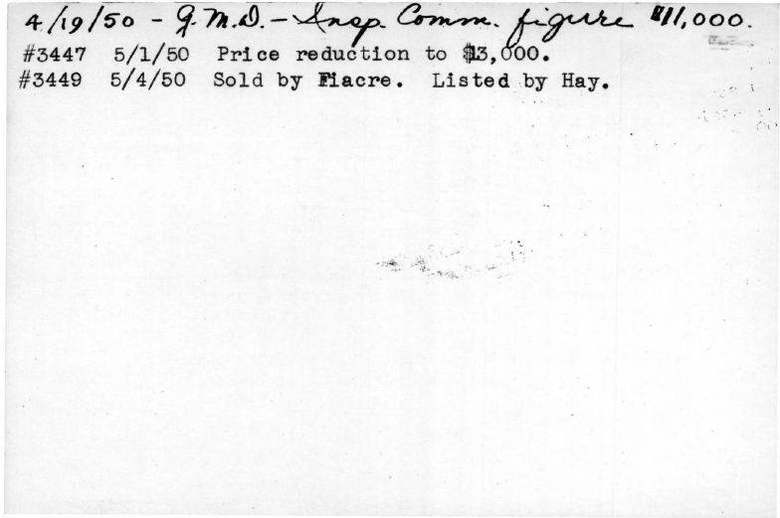 4/19/50 - G.M.D. - Insp. Comm. figure $11,000.
#3447 5/1/50 Price reduction to $13,000.
#3449 5/4/50 Sold by Fiacre. Listed by Hay.